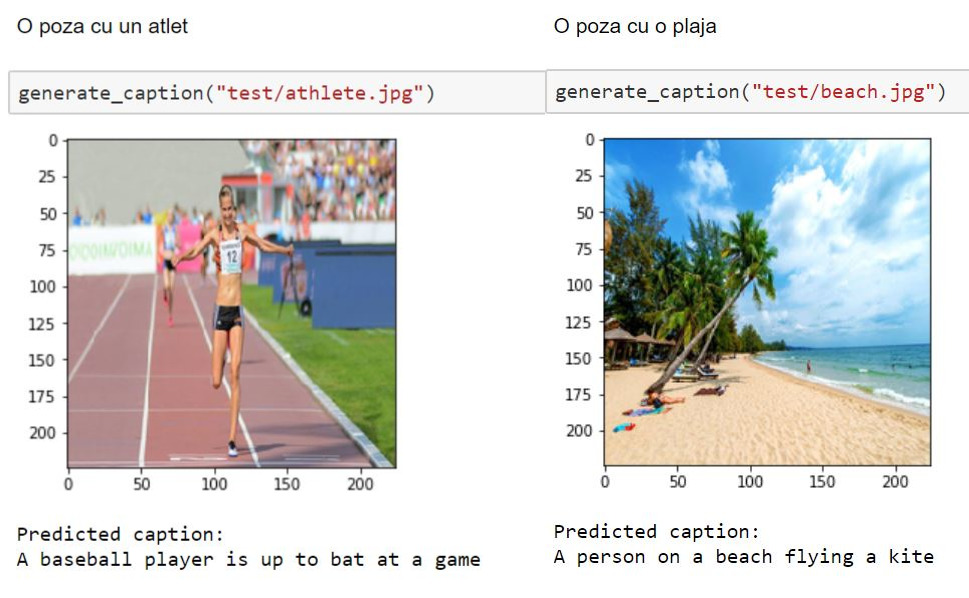 O poza cu un atlet
generate_caption("test/athlete.jpg")
0
25
50
75
100
125
150
175
200
0 50 100 150 200
12
Predicted caption:
A baseball player is up to bat at a game
O poza cu o plaja
generate_caption("test/beach.jpg")
0
25
50
75
100
125
150
175
200
0 50 100 150 200
Predicted caption:
A person on a beach flying a kite